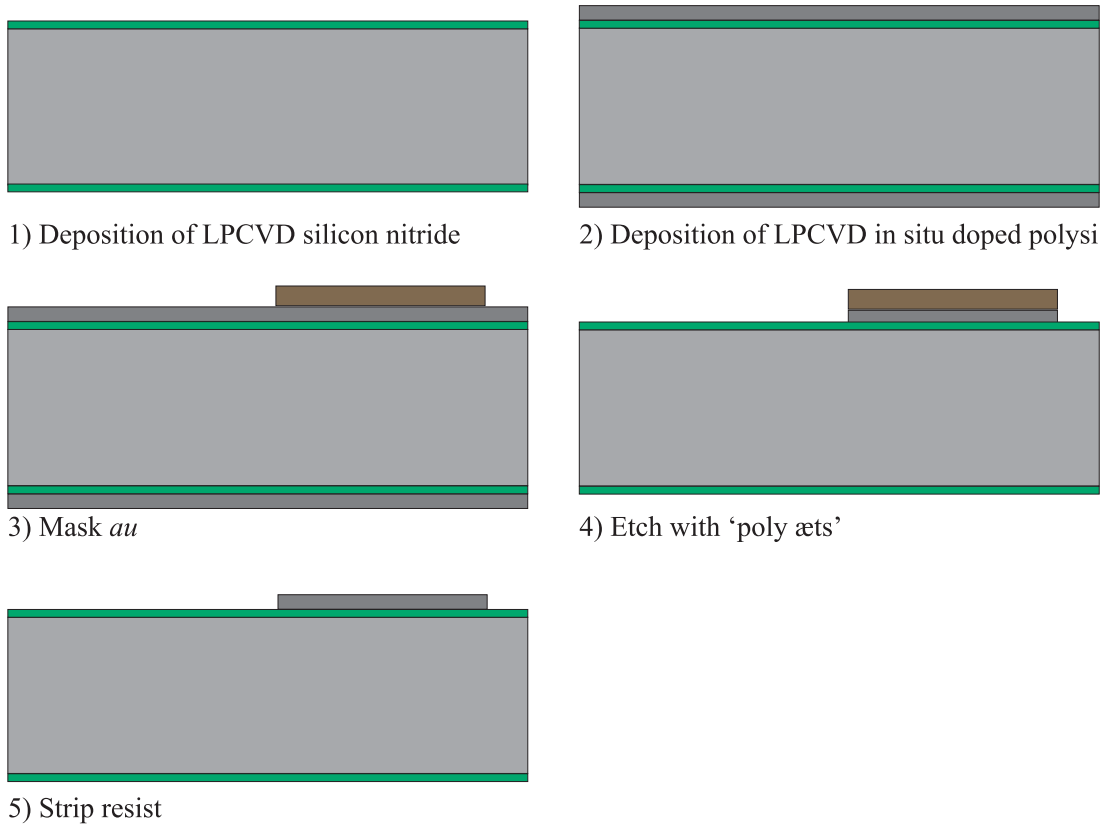 1) Deposition of LPCVD silicon nitride
2) Deposition of LPCVD in situ doped polysi
3) Mask au
4) Etch with ‘poly æts’
5) Strip resist